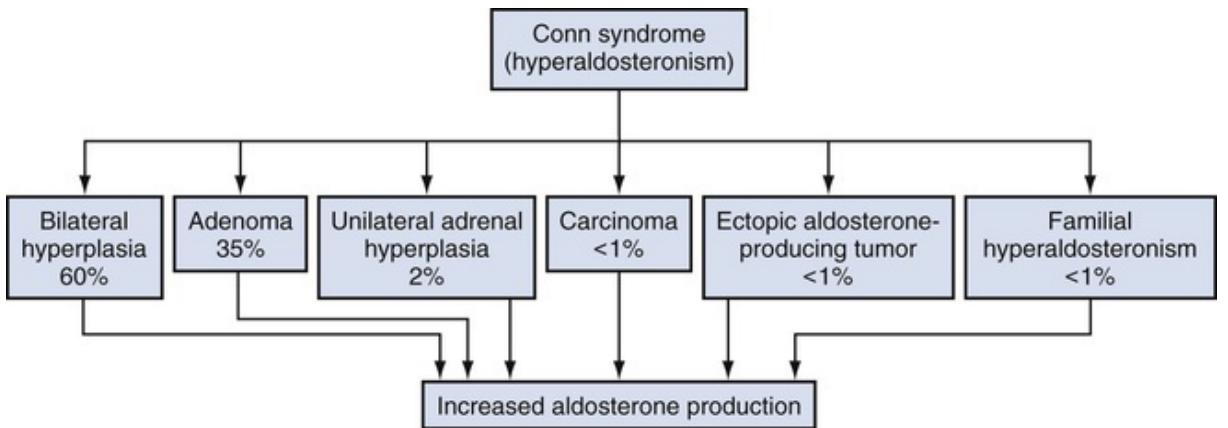 Conn syndrome
(hyperaldosteronism)
Bilateral
hyperplasia
60%
Adenoma
35%
Unilateral adrenal
hyperplasia
2%
Carcinoma
<1%
Ectopic aldosterone-
producing tumor
<1%
Familial
hyperaldosteronism
<1%
Increased aldosterone production